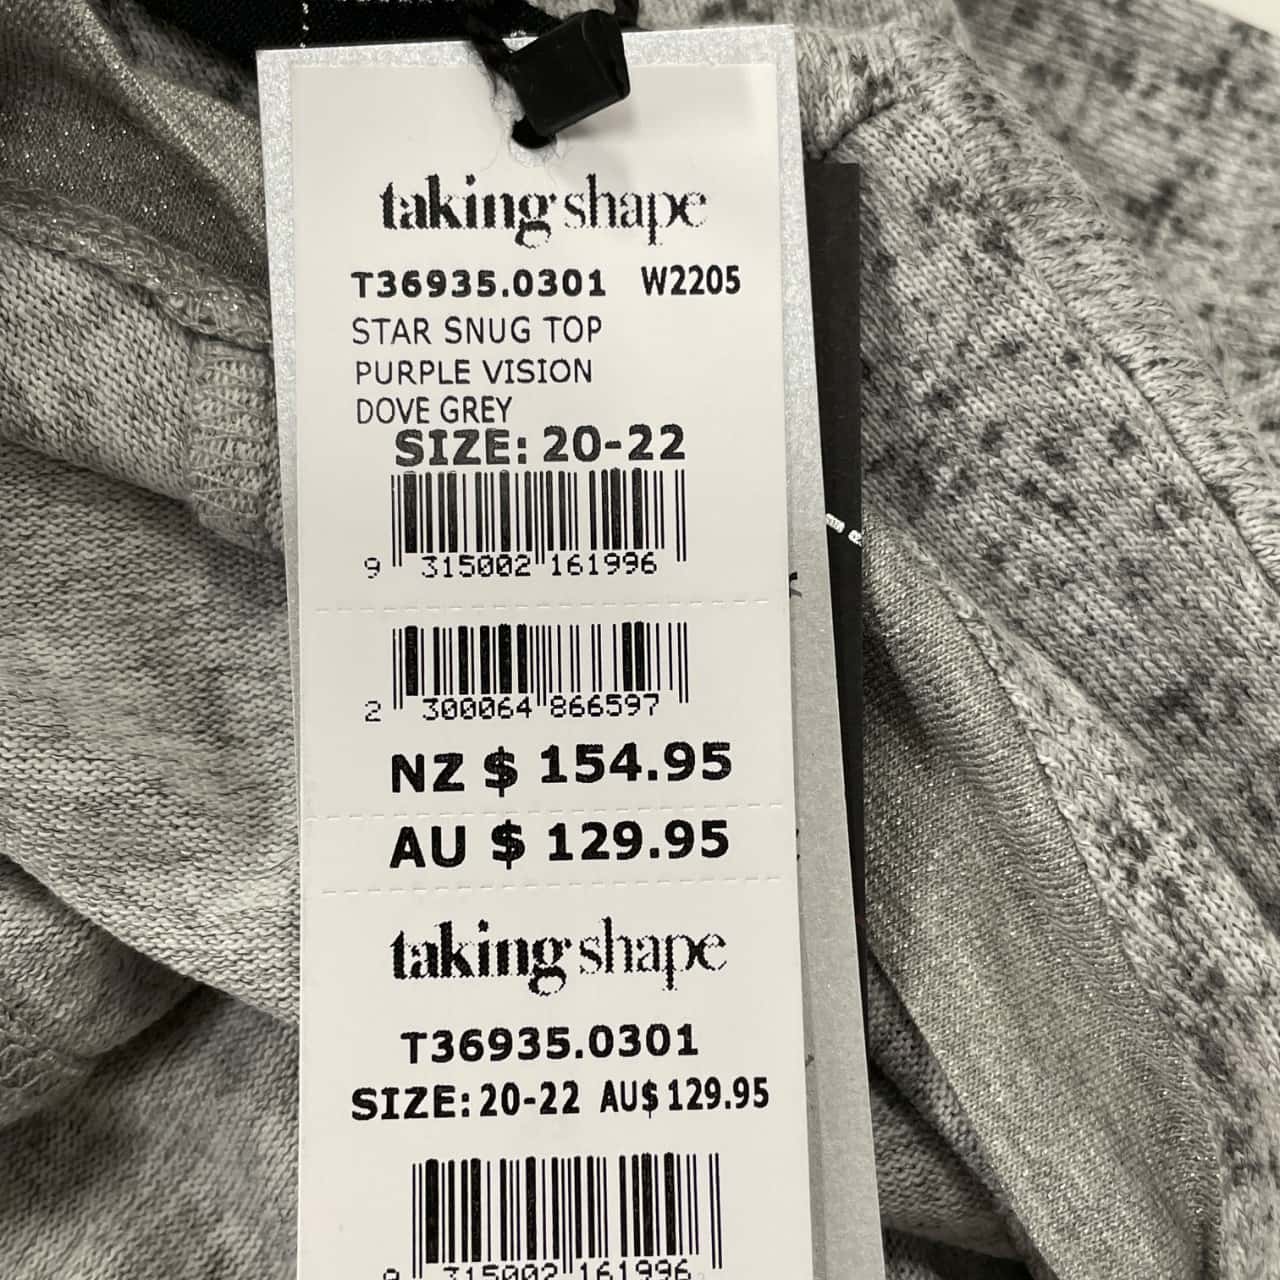 taking shape
T36935.0301 W2205
STAR SNUG TOP
PURPLE VISION
DOVE GREY
SIZE: 20-22
9 315002 161996
2 300064 866597
NZ $ 154.95
AU $ 129.95
taking shape
T36935.0301
SIZE: 20-22 AU$ 129.95
9 315002 161996